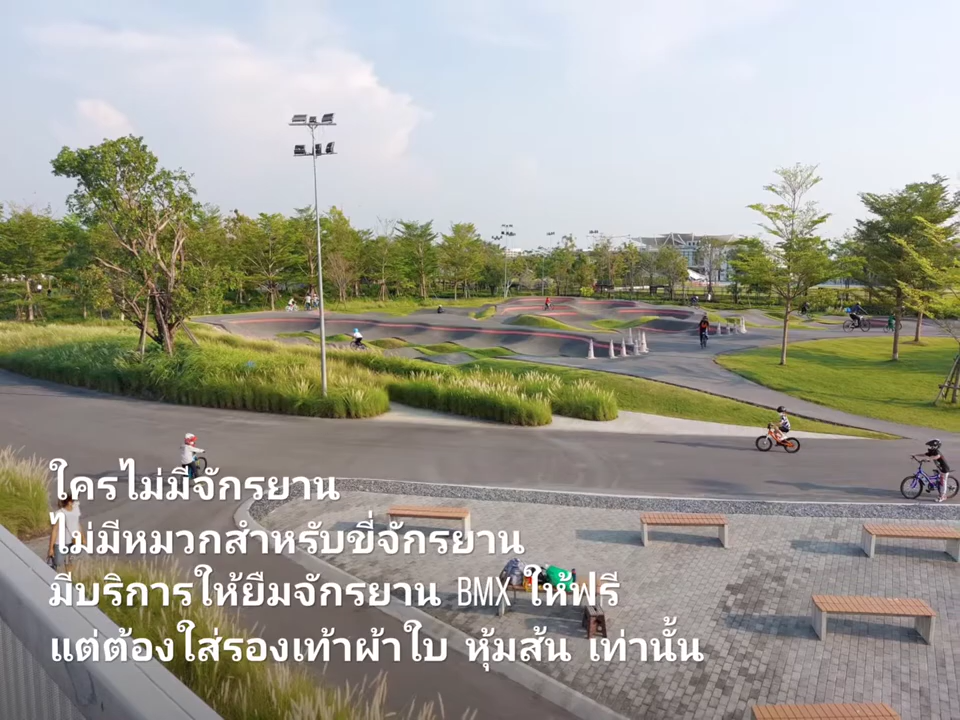 ใครไม่มีจักรยาน
ไม่มีหมวกสำหรับขี่จักรยาน
มีบริการให้ยืมจักรยาน BMX ให้ฟรี
แต่ต้องใส่รองเท้าผ้าใบ หุ้มส้น เท่านั้น